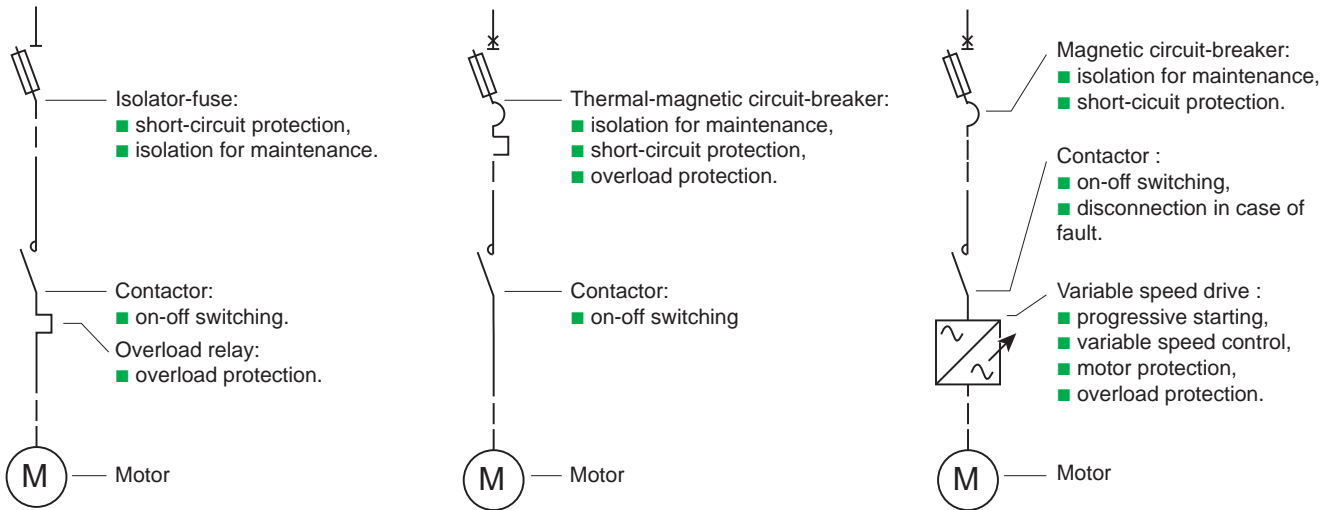 Isolator-fuse:
■ short-circuit protection,
■ isolation for maintenance.
Contactor:
■ on-off switching.
Overload relay:
■ overload protection.
M
Motor
Thermal-magnetic circuit-breaker:
■ isolation for maintenance,
■ short-circuit protection,
■ overload protection.
Contactor:
■ on-off switching
M
Motor
Magnetic circuit-breaker:
■ isolation for maintenance,
■ short-cicuit protection.
Contactor :
■ on-off switching,
■ disconnection in case of
fault.
Variable speed drive :
■ progressive starting,
■ variable speed control,
■ motor protection,
■ overload protection.
M
Motor